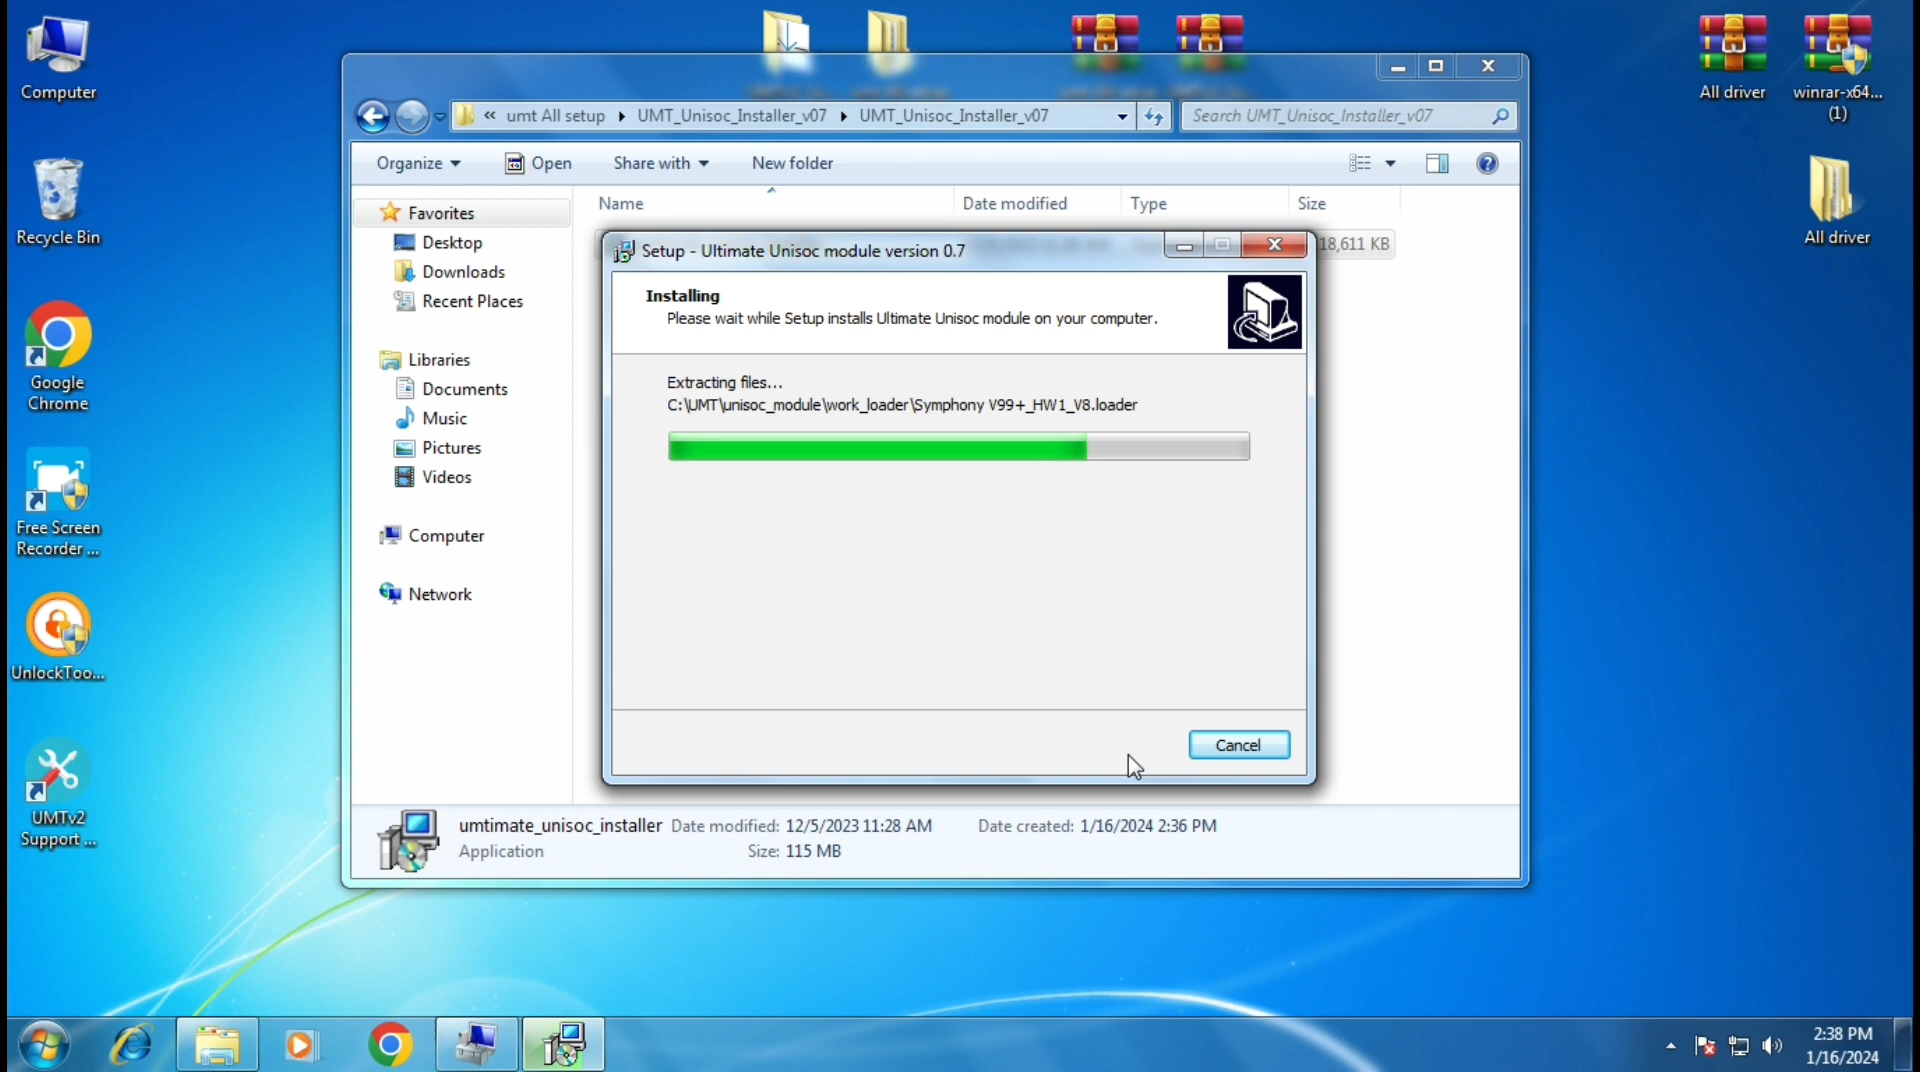 Computer
Recycle Bin
Google
Chrome
Free Screen
Recorder ...
UnlockToo...
UMTv2
Support ...
All driver
winrar-x64...
(1)
All driver
« umt All setup ▸ UMT_Unisoc_Installer_v07 ▸ UMT_Unisoc_Installer_v07
Search UMT_Unisoc_Installer_v07
Organize Open Share with New folder
Favorites
Desktop
Downloads
Recent Places
Libraries
Documents
Music
Pictures
Videos
Computer
Network
Name Date modified Type Size
18,611 KB
Setup - Ultimate Unisoc module version 0.7
Installing
Please wait while Setup installs Ultimate Unisoc module on your computer.
Extracting files...
C:\UMT\unisoc_module\work_loader\Symphony V99+_HW1_V8.loader
Cancel
umtimate_unisoc_installer Date modified: 12/5/2023 11:28 AM Date created: 1/16/2024 2:36 PM
Application Size: 115 MB
2:38 PM
1/16/2024